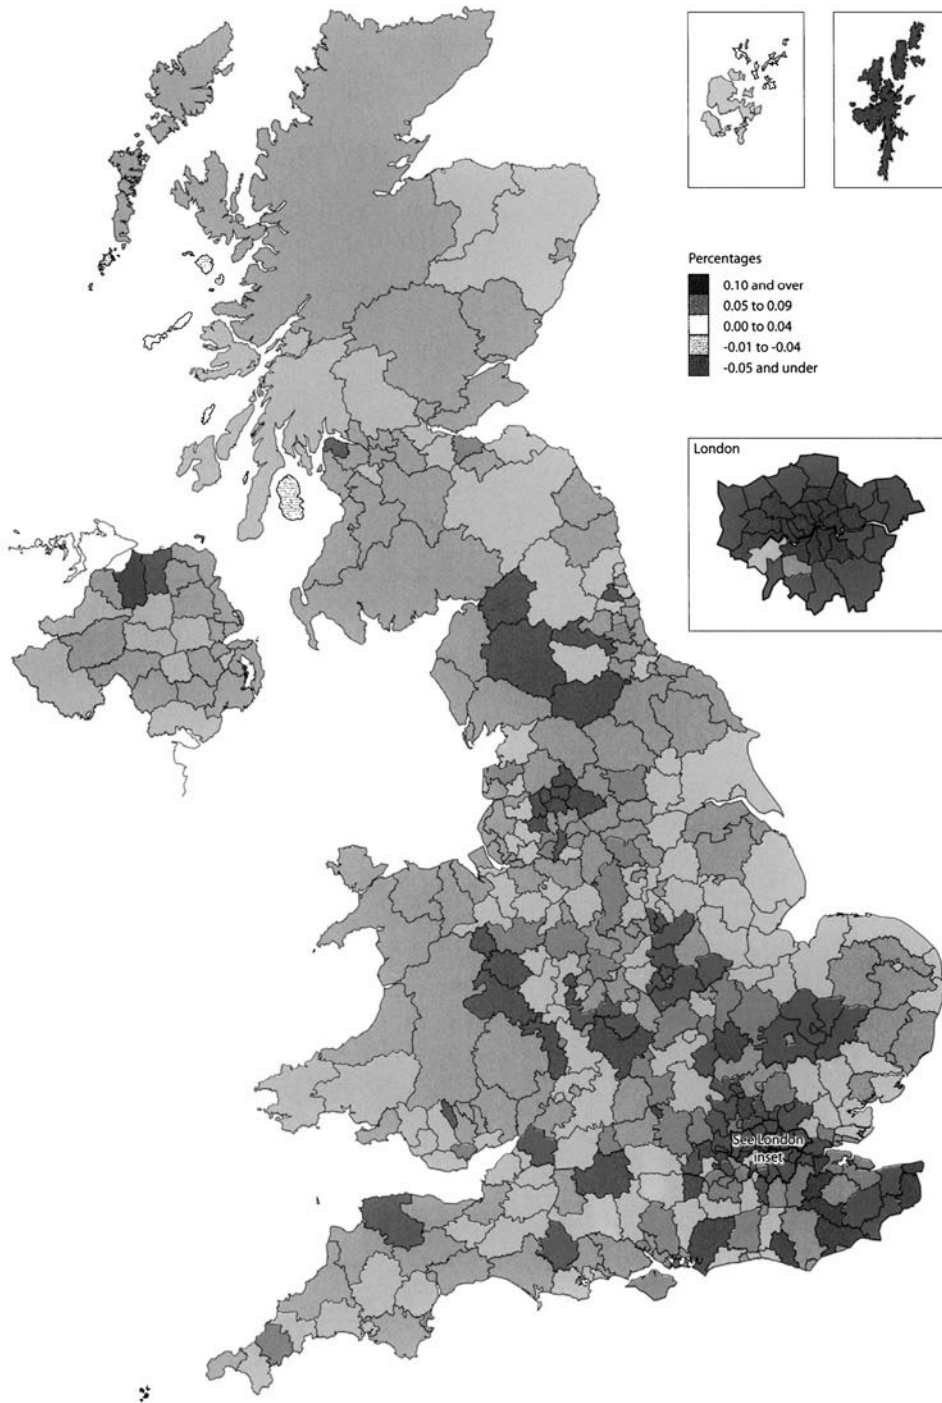 Percentages
0.10 and over
0.05 to 0.09
0.00 to 0.04
-0.01 to -0.04
-0.05 and under
London
See London
inset